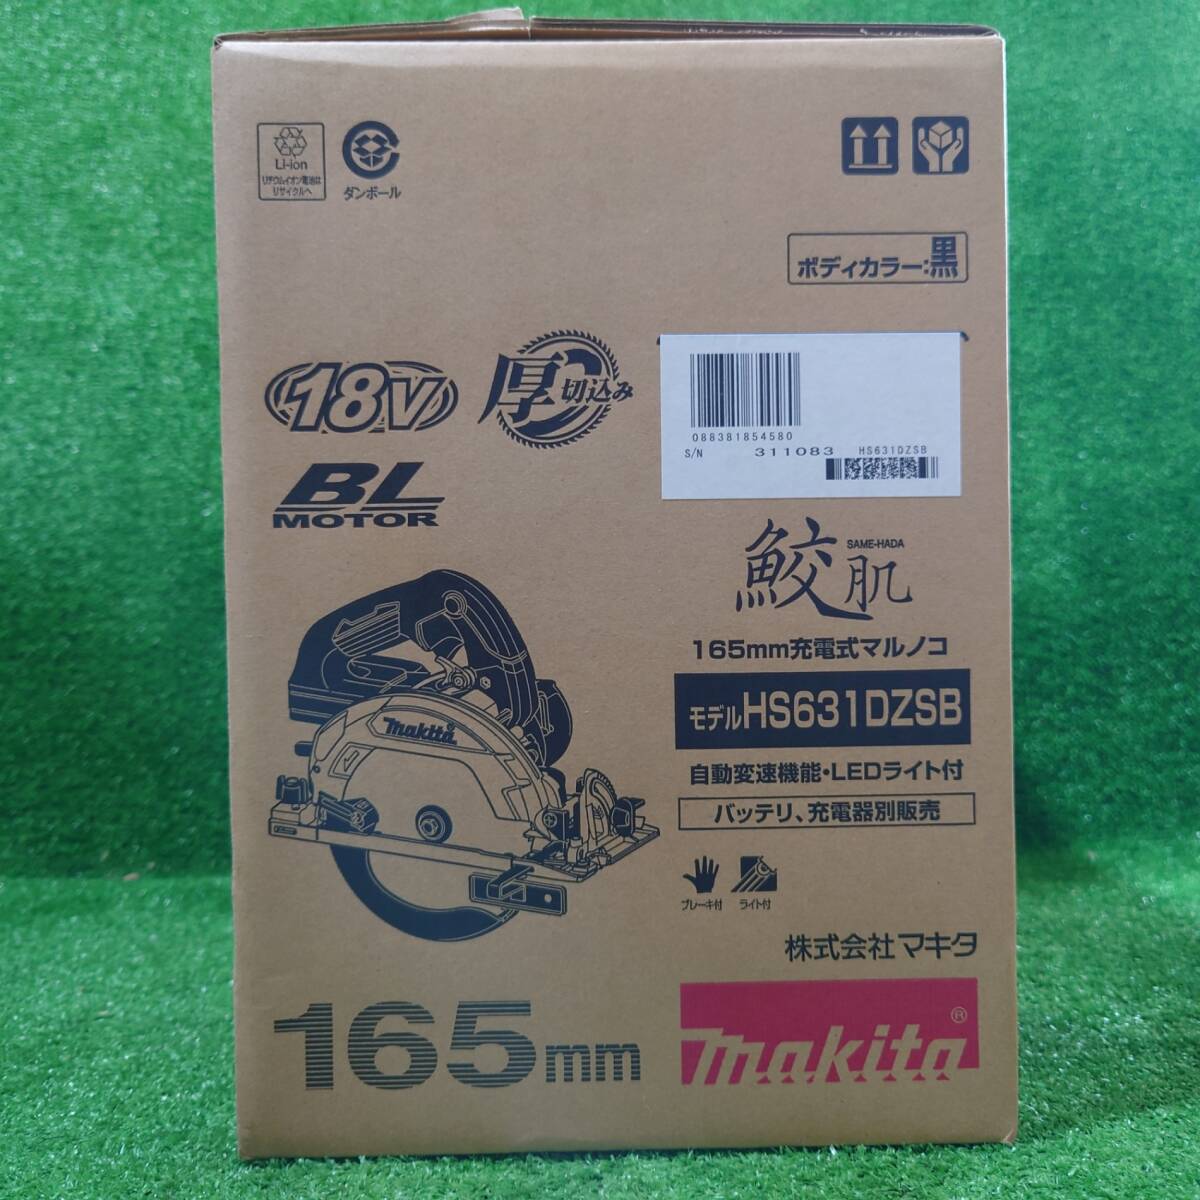 Li-ion
リチウムイオン電池は
リサイクルへ
ダンボール
ボディカラー:黒
18V
厚切込み
BL
MOTOR
088381854580
S/N 311083 HS631DZSB
鮫肌
SAME-HADA
165mm充電式マルノコ
モデルHS631DZSB
自動変速機能・LEDライト付
バッテリ、充電器別販売
makita
ブレーキ付 ライト付
株式会社マキタ
165mm
makita®